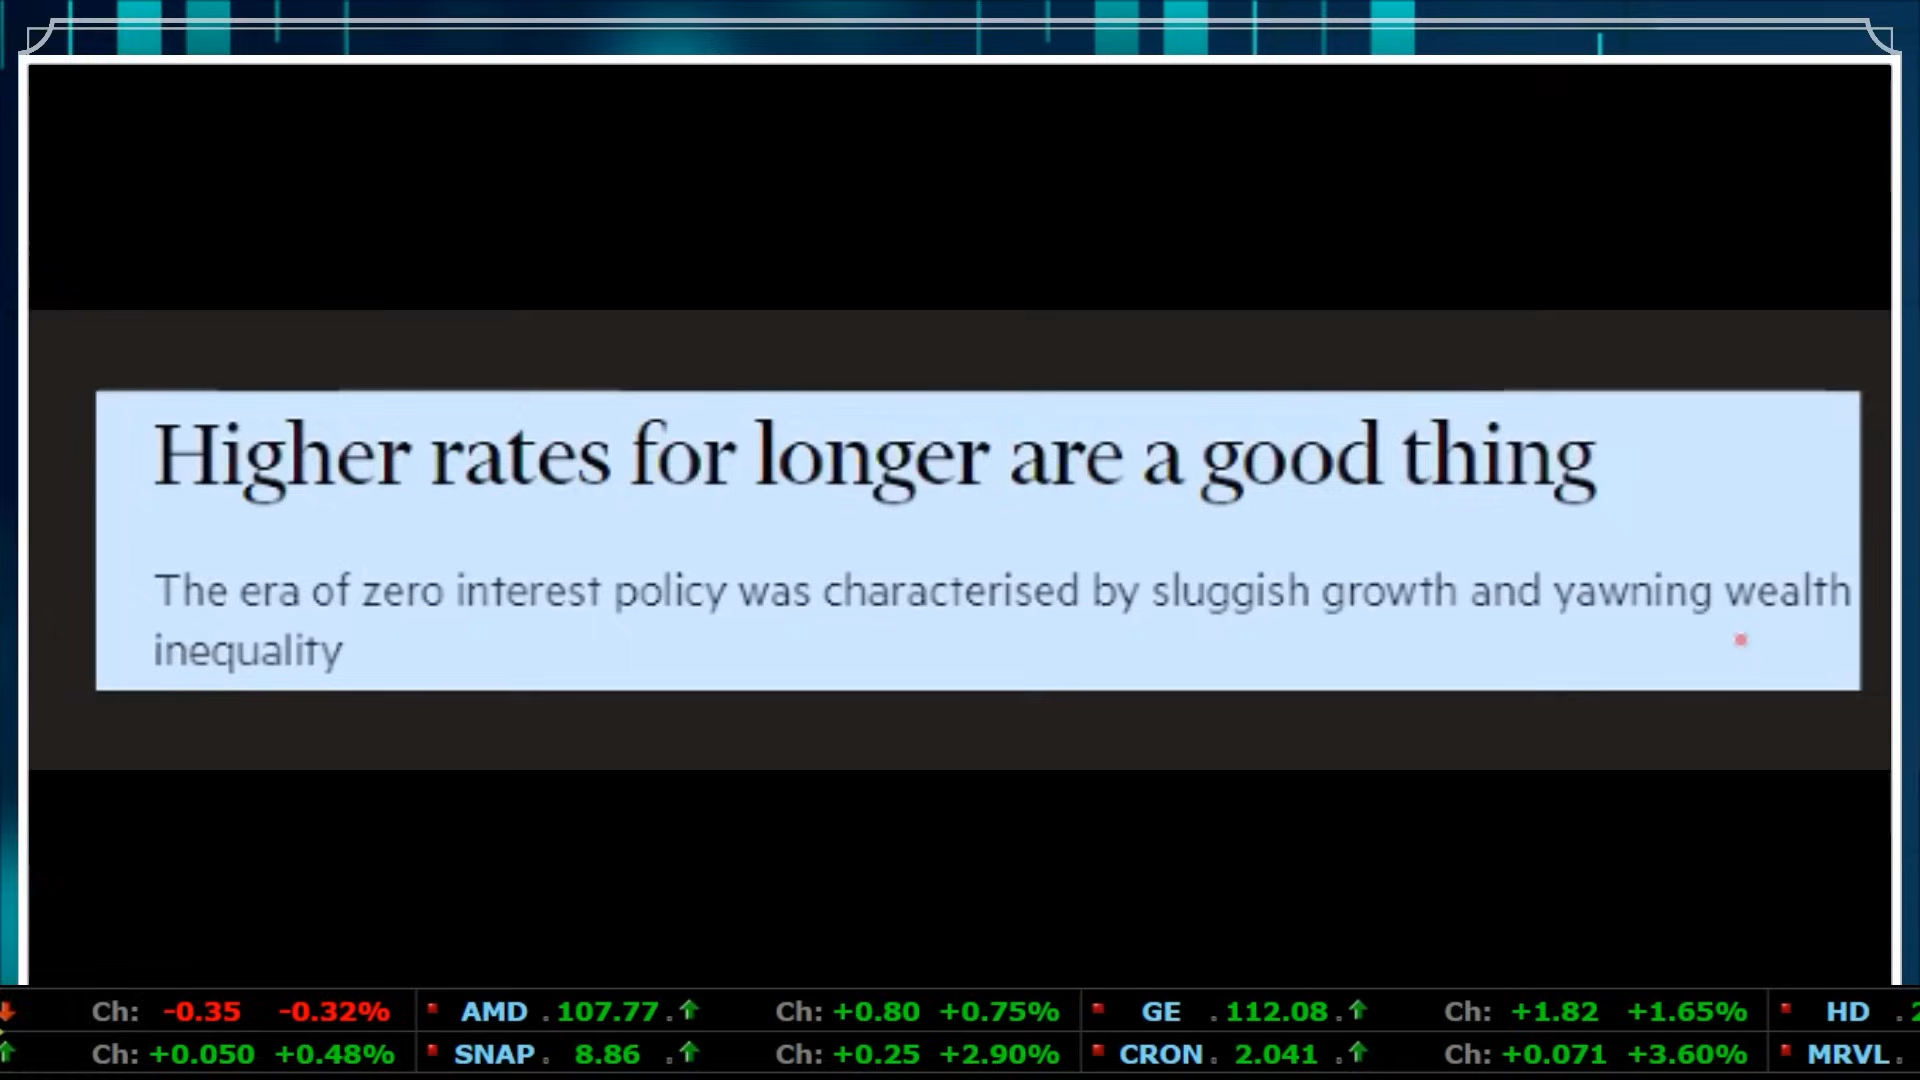 Higher rates for longer are a good thing
The era of zero interest policy was characterised by sluggish growth and yawning wealth
inequality
Ch: -0.35 -0.32% AMD 107.77 Ch: +0.80 +0.75% GE 112.08 Ch: +1.82 +1.65% HD
Ch: +0.050 +0.48% SNAP 8.86 Ch: +0.25 +2.90% CRON 2.041 Ch: +0.071 +3.60% MRVL